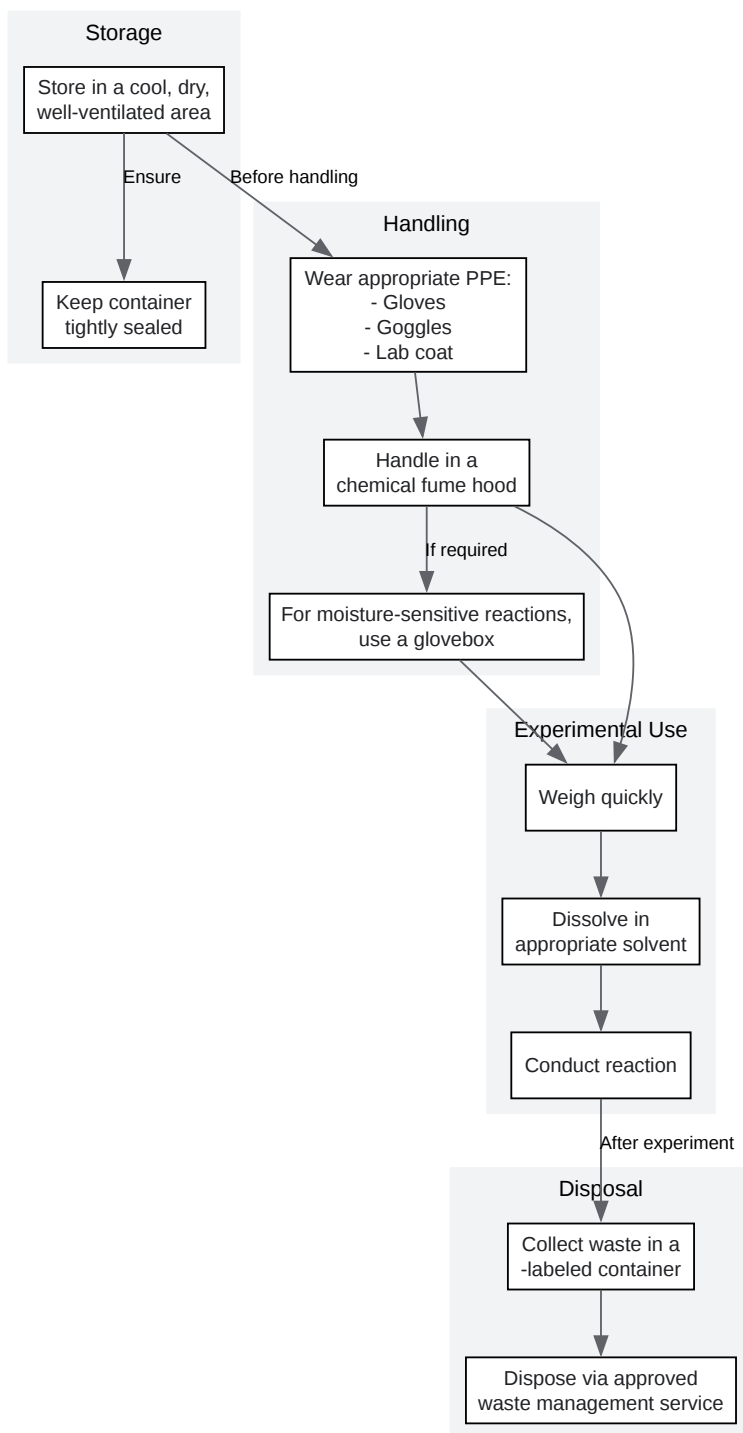 Storage
Store in a cool, dry,
well-ventilated area
Ensure
Before handling
Keep container
tightly sealed
Handling
Wear appropriate PPE:
- Gloves
- Goggles
- Lab coat
Handle in a
chemical fume hood
If required
For moisture-sensitive reactions,
use a glovebox
Experimental Use
Weigh quickly
Dissolve in
appropriate solvent
Conduct reaction
After experiment
Disposal
Collect waste in a
-labeled container
Dispose via approved
waste management service